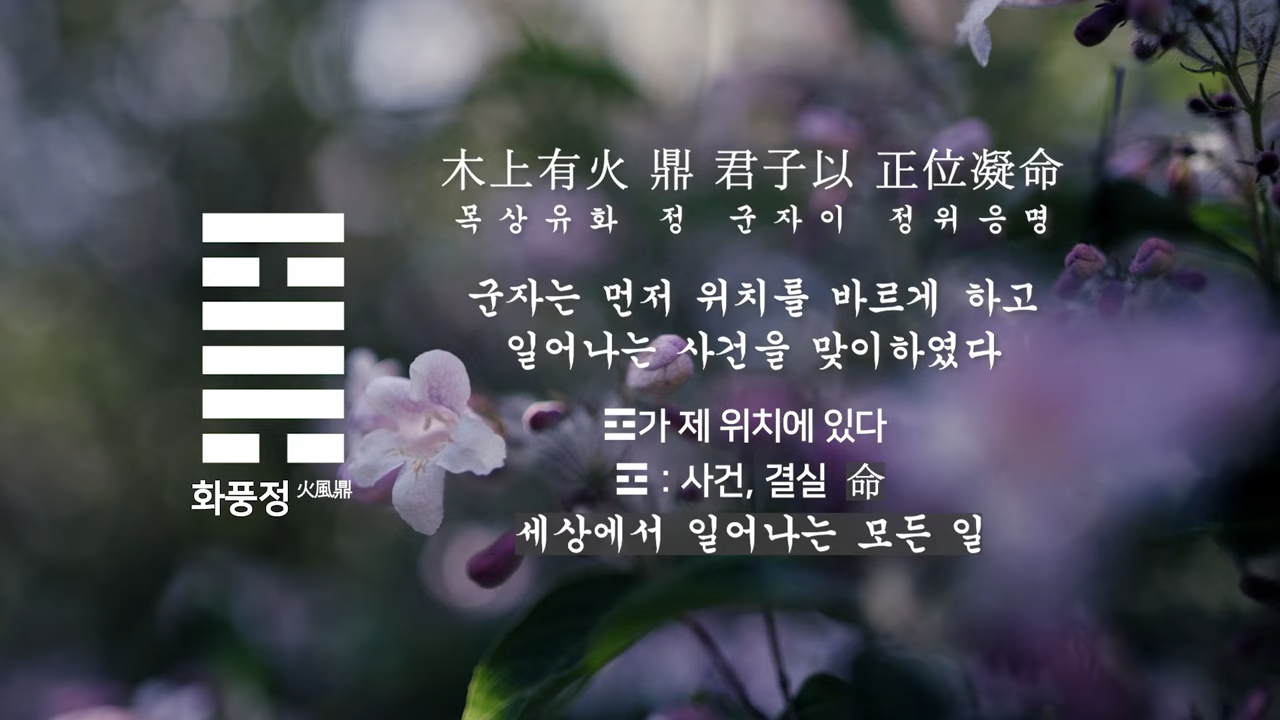 木上有火 鼎 君子以 正位凝命
목상유화 정 군자이 정위응명
군자는 먼저 위치를 바르게 하고
일어나는 사건을 맞이하였다
☲가 제 위치에 있다
☲ : 사건, 결실 命
세상에서 일어나는 모든 일
화풍정 火風鼎